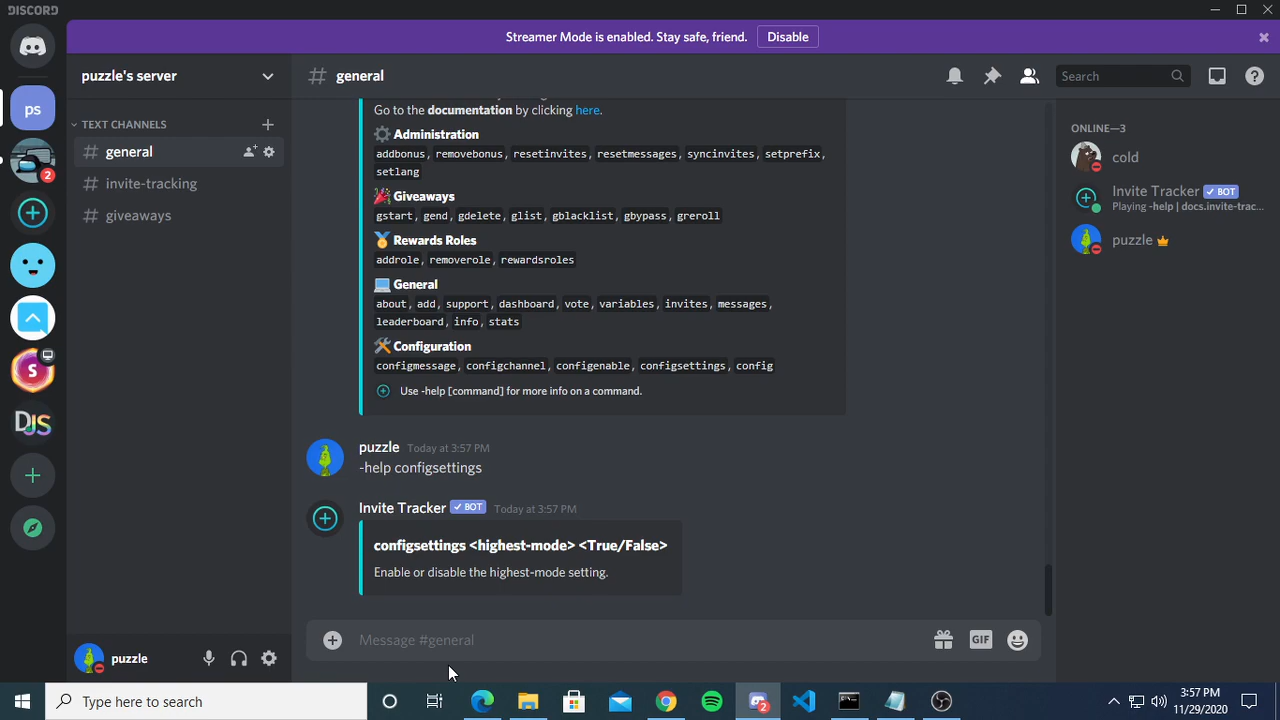 DISCORD
Streamer Mode is enabled. Stay safe, friend.
Disable
puzzle's server
general
Search
ps
TEXT CHANNELS
general
invite-tracking
giveaways
2
S
DJS
Go to the documentation by clicking here.
Administration
addbonus, removebonus, resetinvites, resetmessages, syncinvites, setprefix,
setlang
Giveaways
gstart, gend, gdelete, glist, gblacklist, gbypass, greroll
Rewards Roles
addrole, removerole, rewardsroles
General
about, add, support, dashboard, vote, variables, invites, messages,
leaderboard, info, stats
Configuration
configmessage, configchannel, configenable, configsettings, config
Use -help [command] for more info on a command.
puzzle Today at 3:57 PM
-help configsettings
Invite Tracker BOT Today at 3:57 PM
configsettings <highest-mode> <True/False>
Enable or disable the highest-mode setting.
Message #general
GIF
ONLINE—3
cold
Invite Tracker BOT
Playing -help | docs.invite-trac...
puzzle
puzzle
Type here to search
2
3:57 PM
11/29/2020